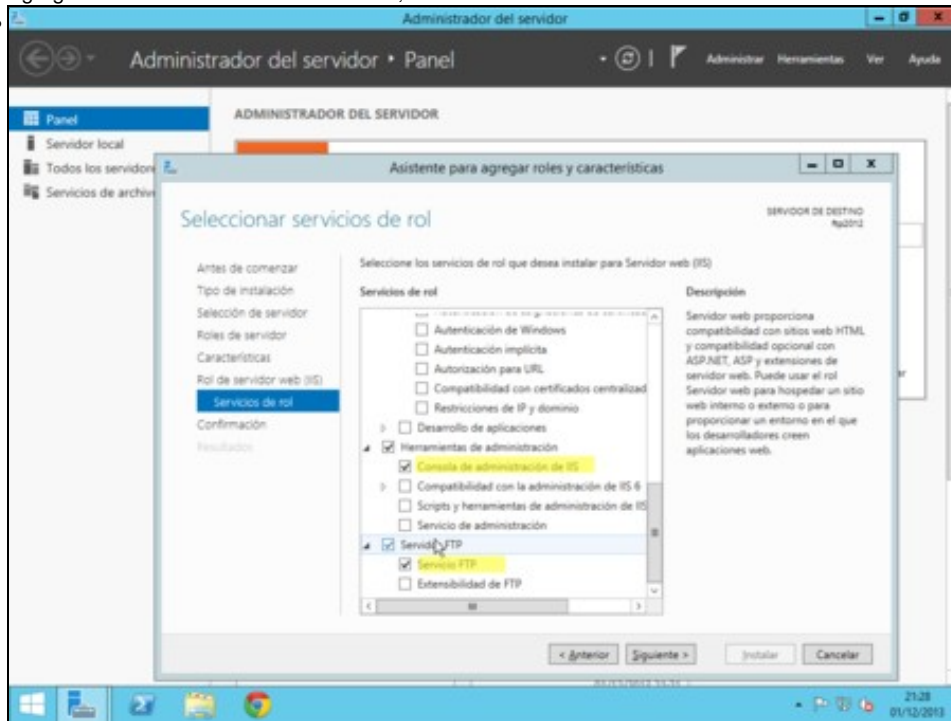 Administrador del servidor
Administrador del servidor • Panel
Administrar Herramientas Ver Ayuda
Panel
Servidor local
Todos los servidore
Servicios de archivo
ADMINISTRADOR DEL SERVIDOR
Asistente para agregar roles y características
Seleccionar servicios de rol
SERVIDOR DE DESTINO
Antes de comenzar
Tipo de instalación
Selección de servidor
Roles de servidor
Características
Rol de servidor web (IIS)
Servicios de rol
Confirmación
Resultados
Seleccione los servicios de rol que desea instalar para Servidor web (IIS)
Servicios de rol
Autenticación de Windows
Autenticación implícita
Autorización para URL
Compatibilidad con certificados centralizad
Restricciones de IP y dominio
Desarrollo de aplicaciones
Herramientas de administración
Consola de administración de IIS
Compatibilidad con la administración de IIS 6
Scripts y herramientas de administración de IIS
Servicio de administración
Servidor FTP
Servicio FTP
Extensibilidad de FTP
Descripción
Servidor web proporciona
compatibilidad con sitios web HTML
y compatibilidad opcional con
ASP.NET, ASP y extensiones de
servidor web. Puede usar el rol
Servidor web para hospedar un sitio
web interno o externo o para
proporcionar un entorno en el que
los desarrolladores creen
aplicaciones web.
< Anterior
Siguiente >
Instalar
Cancelar
21:28
01/12/2013